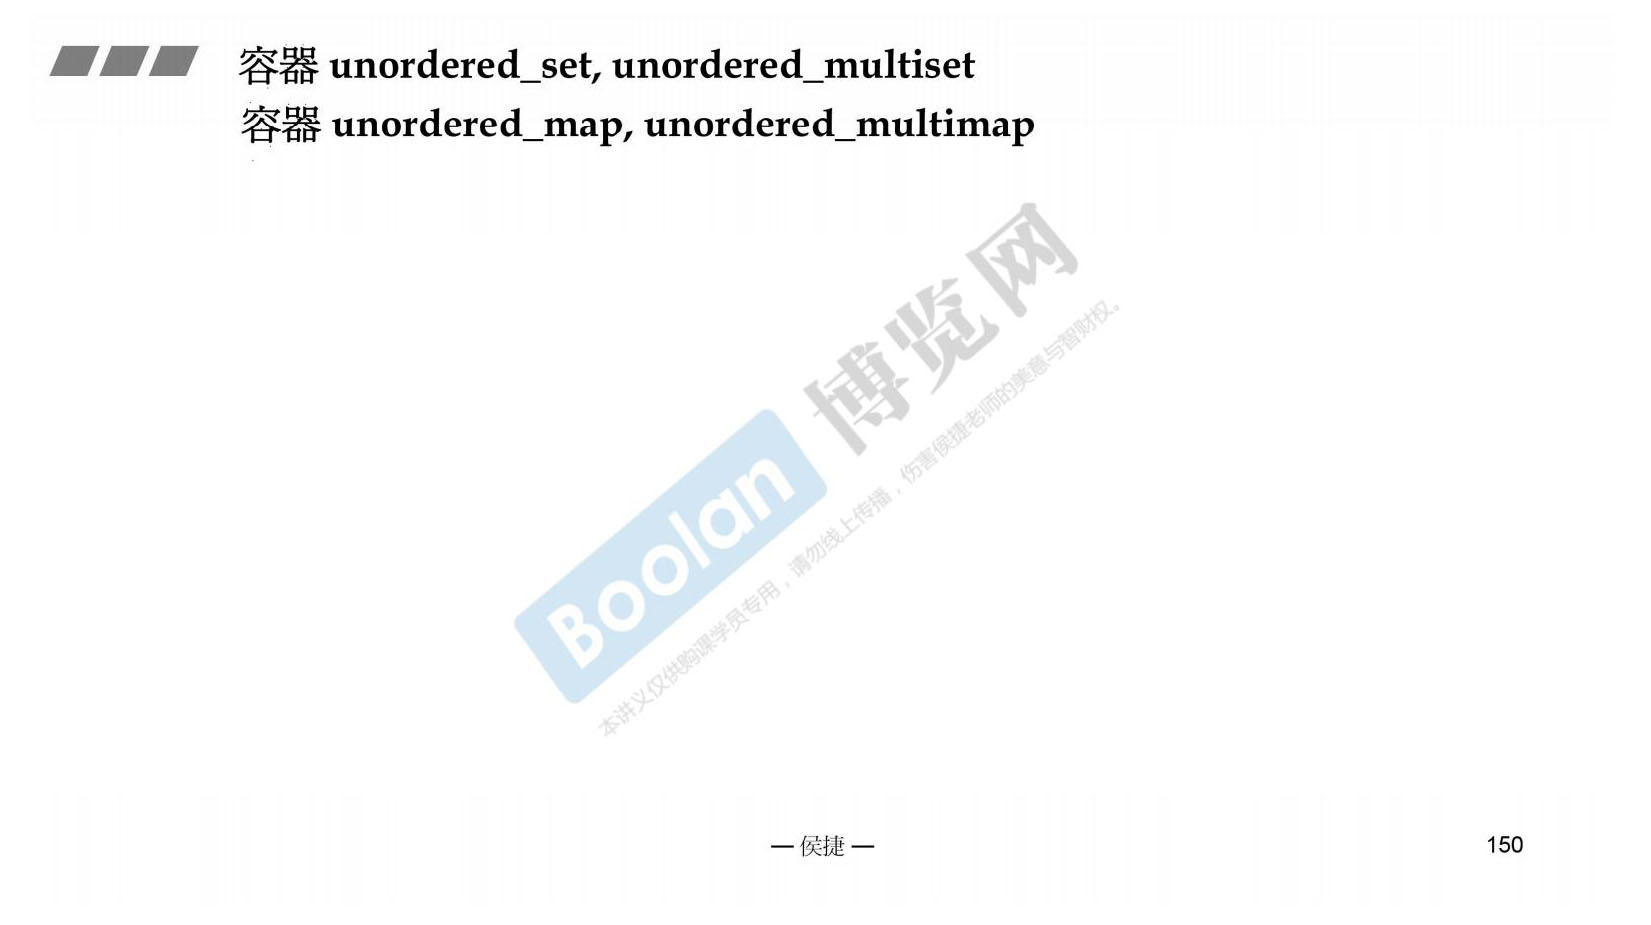 容器 unordered_set, unordered_multiset
容器 unordered_map, unordered_multimap
Boolan 博览网
本讲义仅供购课学员专用，请勿线上传播，伤害侯捷老师的美意与智财权。
— 侯捷 —
150